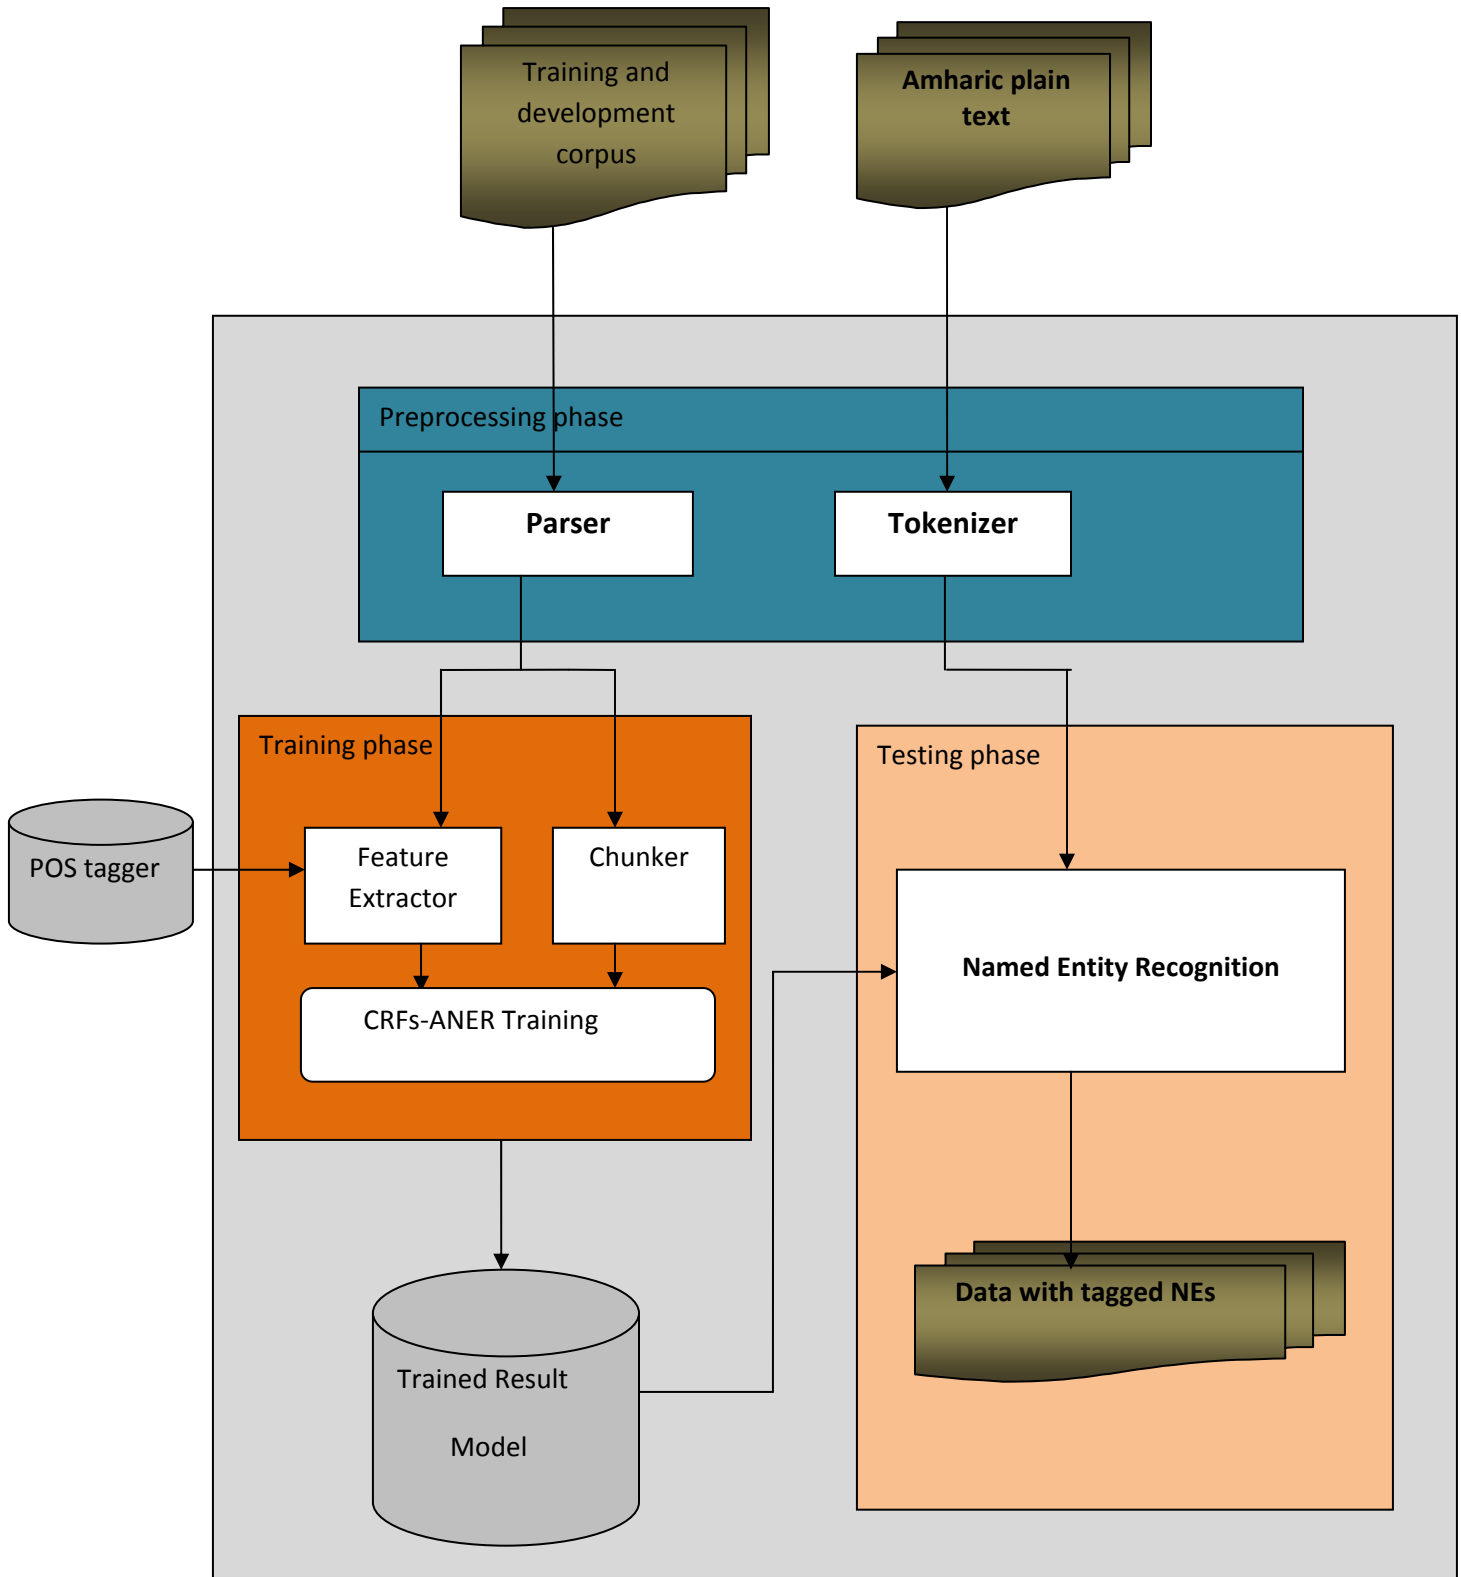 Training and
development
corpus
Amharic plain
text
Preprocessing phase
Parser
Tokenizer
Training phase
Testing phase
POS tagger
Feature
Extractor
Chunker
Named Entity Recognition
CRFs-ANER Training
Data with tagged NEs
Trained Result
Model